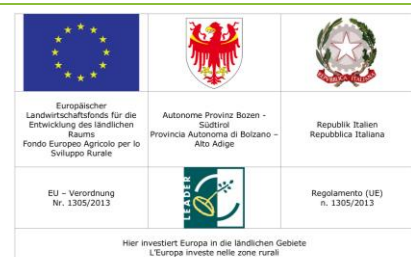 Europäischer
Landwirtschaftsfonds für die
Entwicklung des ländlichen
Raums
Fondo Europeo Agricolo per lo
Sviluppo Rurale
Autonome Provinz Bozen -
Südtirol
Provincia Autonoma di Bolzano –
Alto Adige
Republik Italien
Repubblica Italiana
EU – Verordnung
Nr. 1305/2013
LEADER
Regolamento (UE)
n. 1305/2013
Hier investiert Europa in die ländlichen Gebiete
L'Europa investe nelle zone rurali